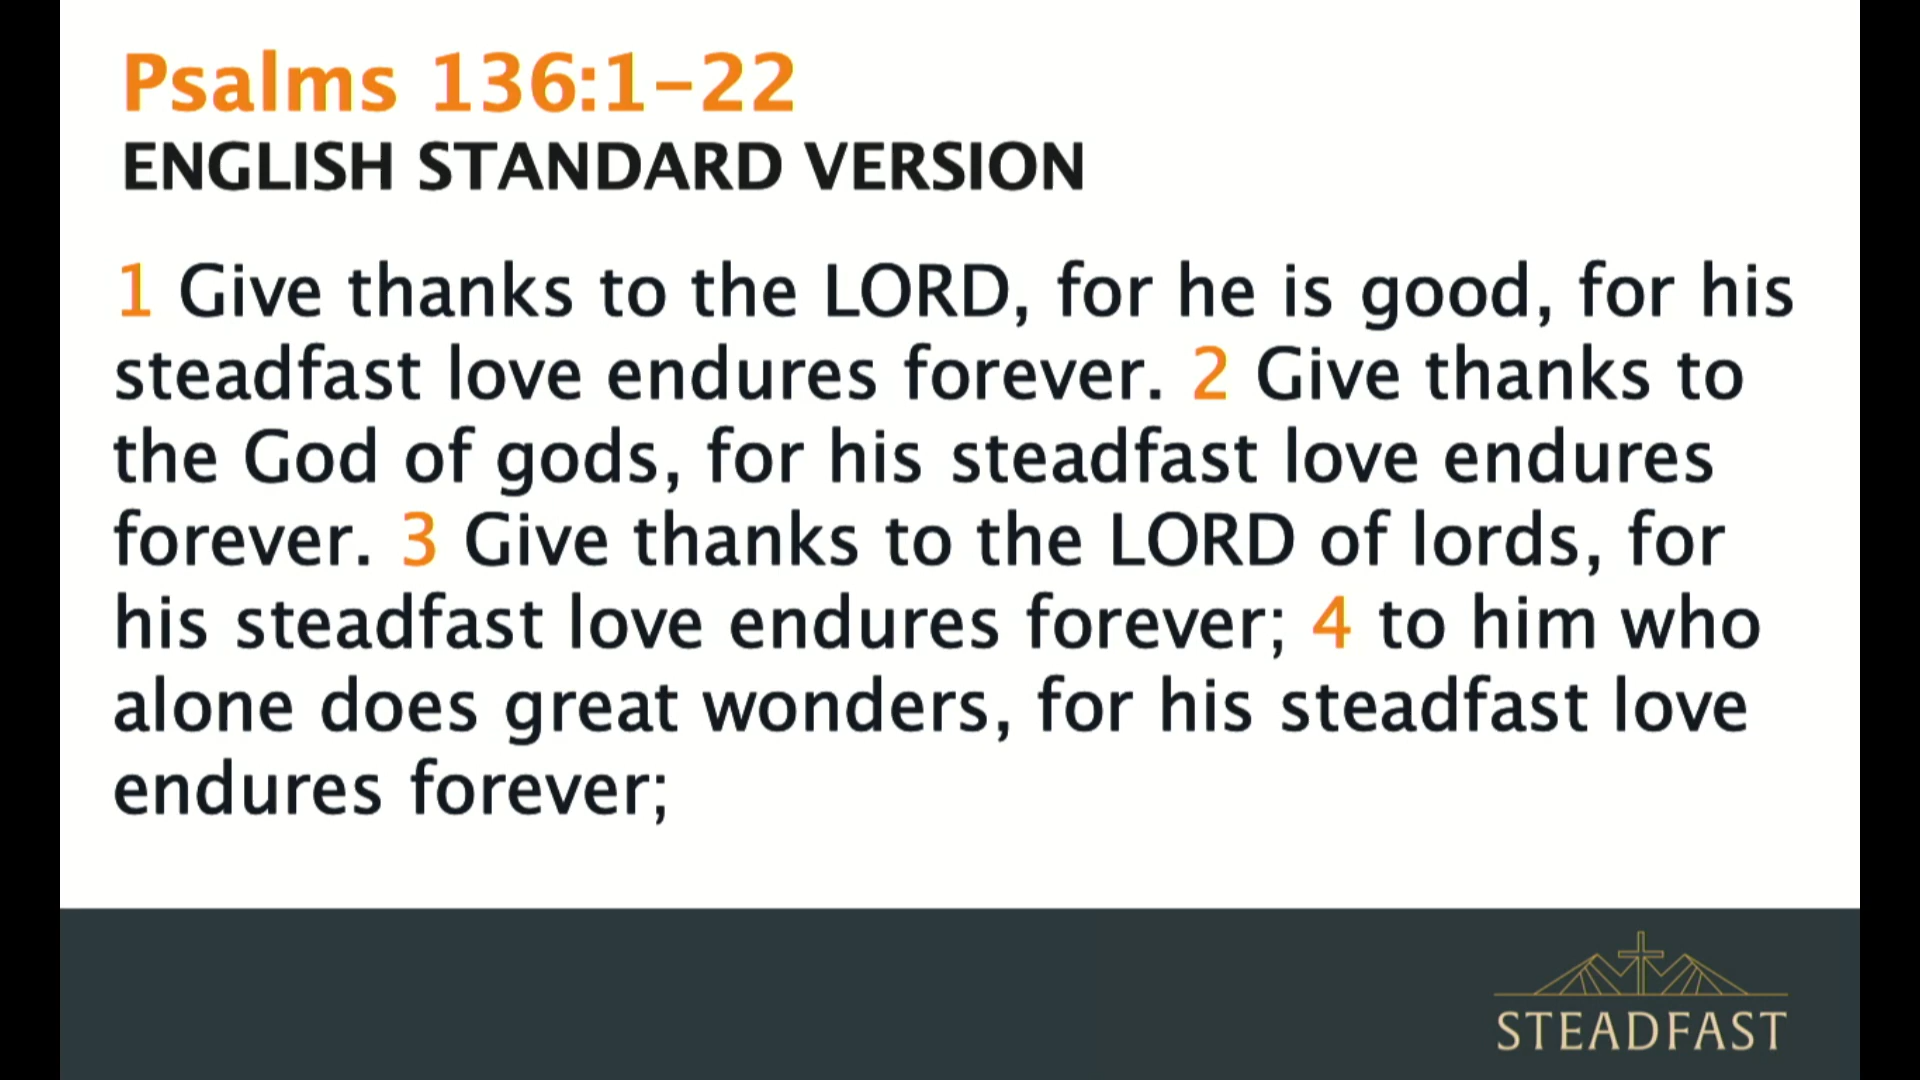 Psalms 136:1–22
ENGLISH STANDARD VERSION
1 Give thanks to the LORD, for he is good, for his
steadfast love endures forever. 2 Give thanks to
the God of gods, for his steadfast love endures
forever. 3 Give thanks to the LORD of lords, for
his steadfast love endures forever; 4 to him who
alone does great wonders, for his steadfast love
endures forever;
STEADFAST